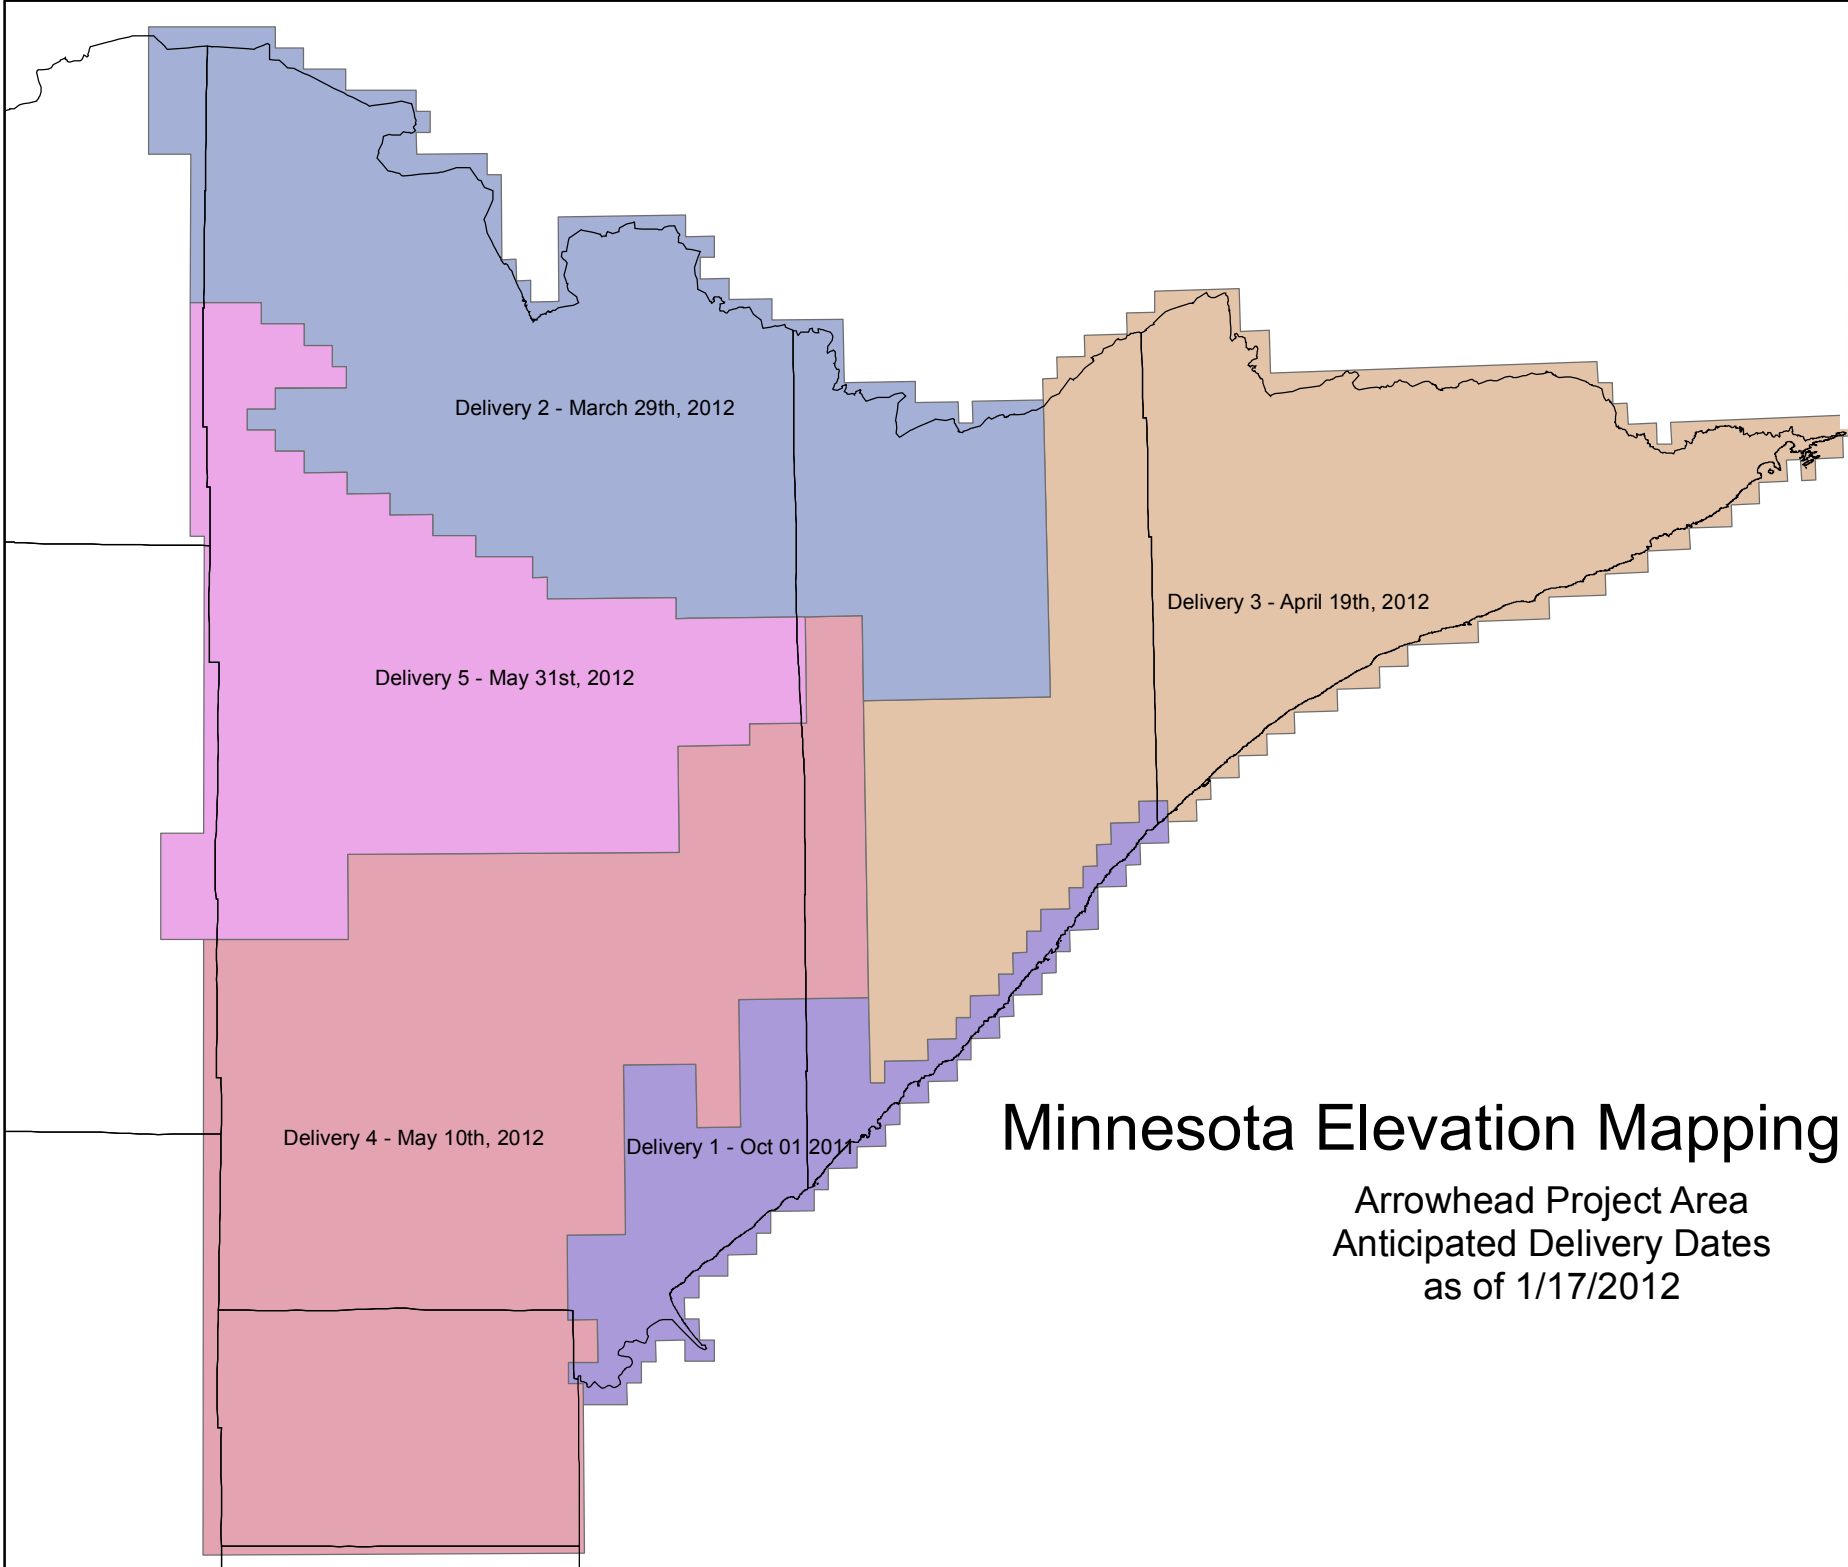 Delivery 2 - March 29th, 2012
Delivery 3 - April 19th, 2012
Delivery 5 - May 31st, 2012
Delivery 4 - May 10th, 2012
Delivery 1 - Oct 01 2011
Minnesota Elevation Mapping
Arrowhead Project Area
Anticipated Delivery Dates
as of 1/17/2012